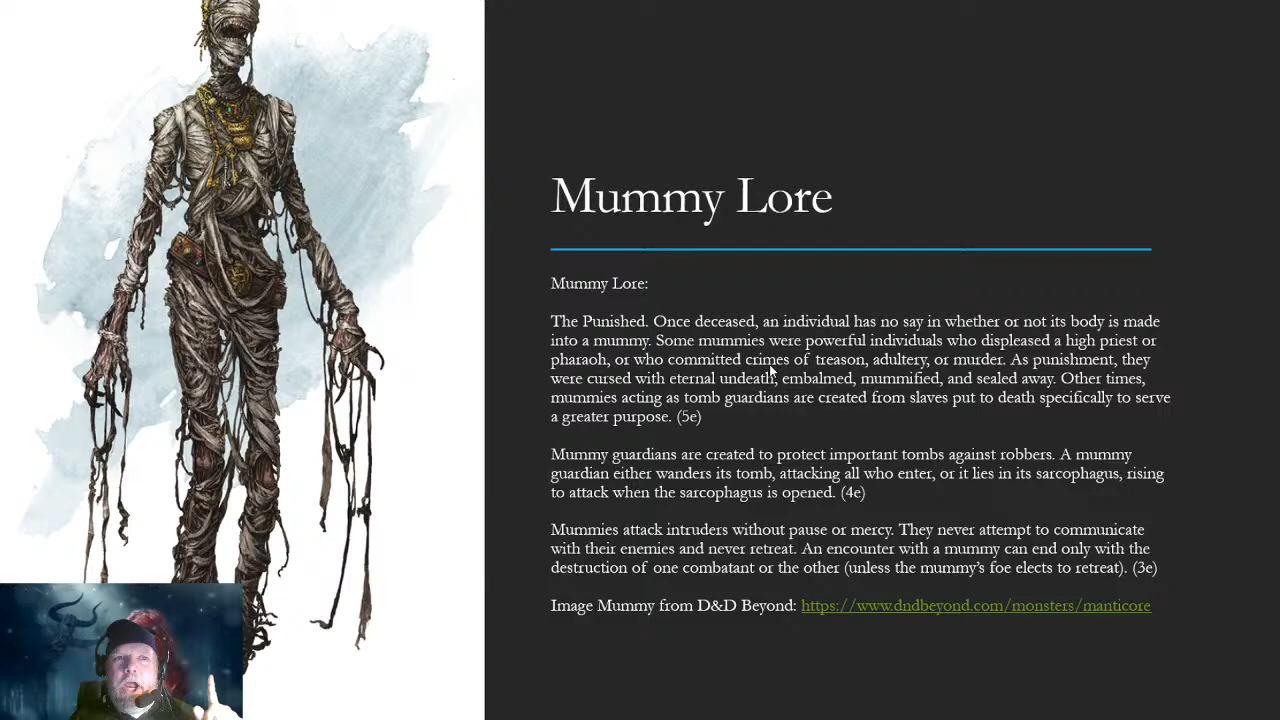 Mummy Lore
Mummy Lore:
The Punished. Once deceased, an individual has no say in whether or not its body is made
into a mummy. Some mummies were powerful individuals who displeased a high priest or
pharaoh, or who committed crimes of treason, adultery, or murder. As punishment, they
were cursed with eternal undeath, embalmed, mummified, and sealed away. Other times,
mummies acting as tomb guardians are created from slaves put to death specifically to serve
a greater purpose. (5e)
Mummy guardians are created to protect important tombs against robbers. A mummy
guardian either wanders its tomb, attacking all who enter, or it lies in its sarcophagus, rising
to attack when the sarcophagus is opened. (4e)
Mummies attack intruders without pause or mercy. They never attempt to communicate
with their enemies and never retreat. An encounter with a mummy can end only with the
destruction of one combatant or the other (unless the mummy's foe elects to retreat). (3e)
Image Mummy from D&D Beyond: https://www.dndbeyond.com/monsters/manticore